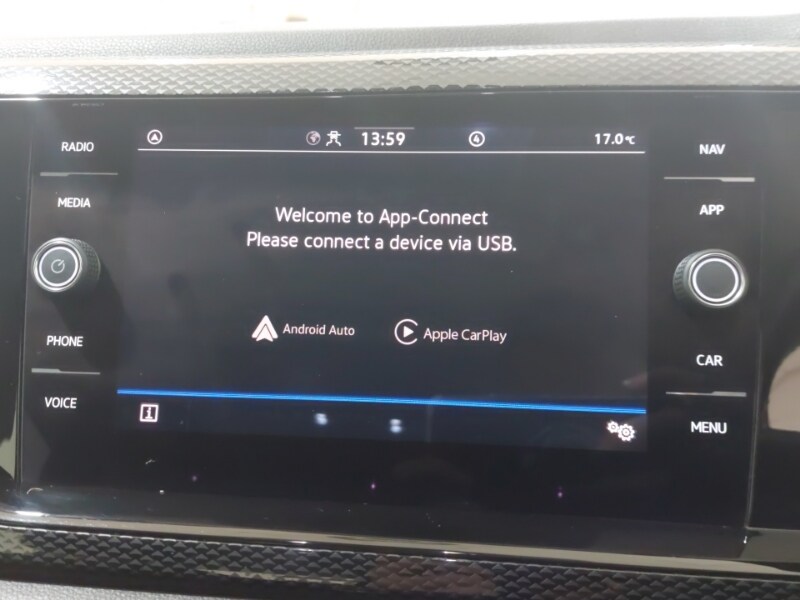 RADIO
MEDIA
PHONE
VOICE
13:59
4
17.0°C
Welcome to App-Connect
Please connect a device via USB.
Android Auto
Apple CarPlay
i
NAV
APP
CAR
MENU